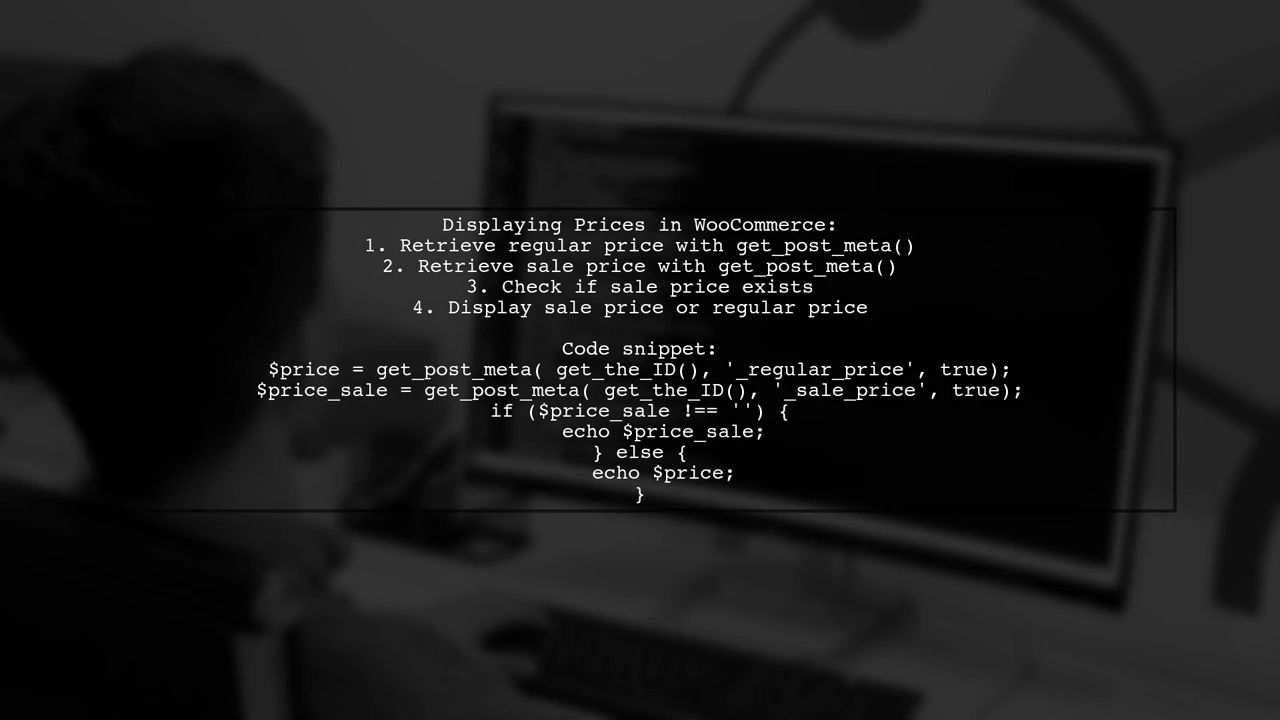 Displaying Prices in WooCommerce:
1. Retrieve regular price with get_post_meta()
2. Retrieve sale price with get_post_meta()
3. Check if sale price exists
4. Display sale price or regular price
Code snippet:
$price = get_post_meta( get_the_ID(), '_regular_price', true);
$price_sale = get_post_meta( get_the_ID(), '_sale_price', true);
if ($price_sale !== '') {
echo $price_sale;
} else {
echo $price;
}